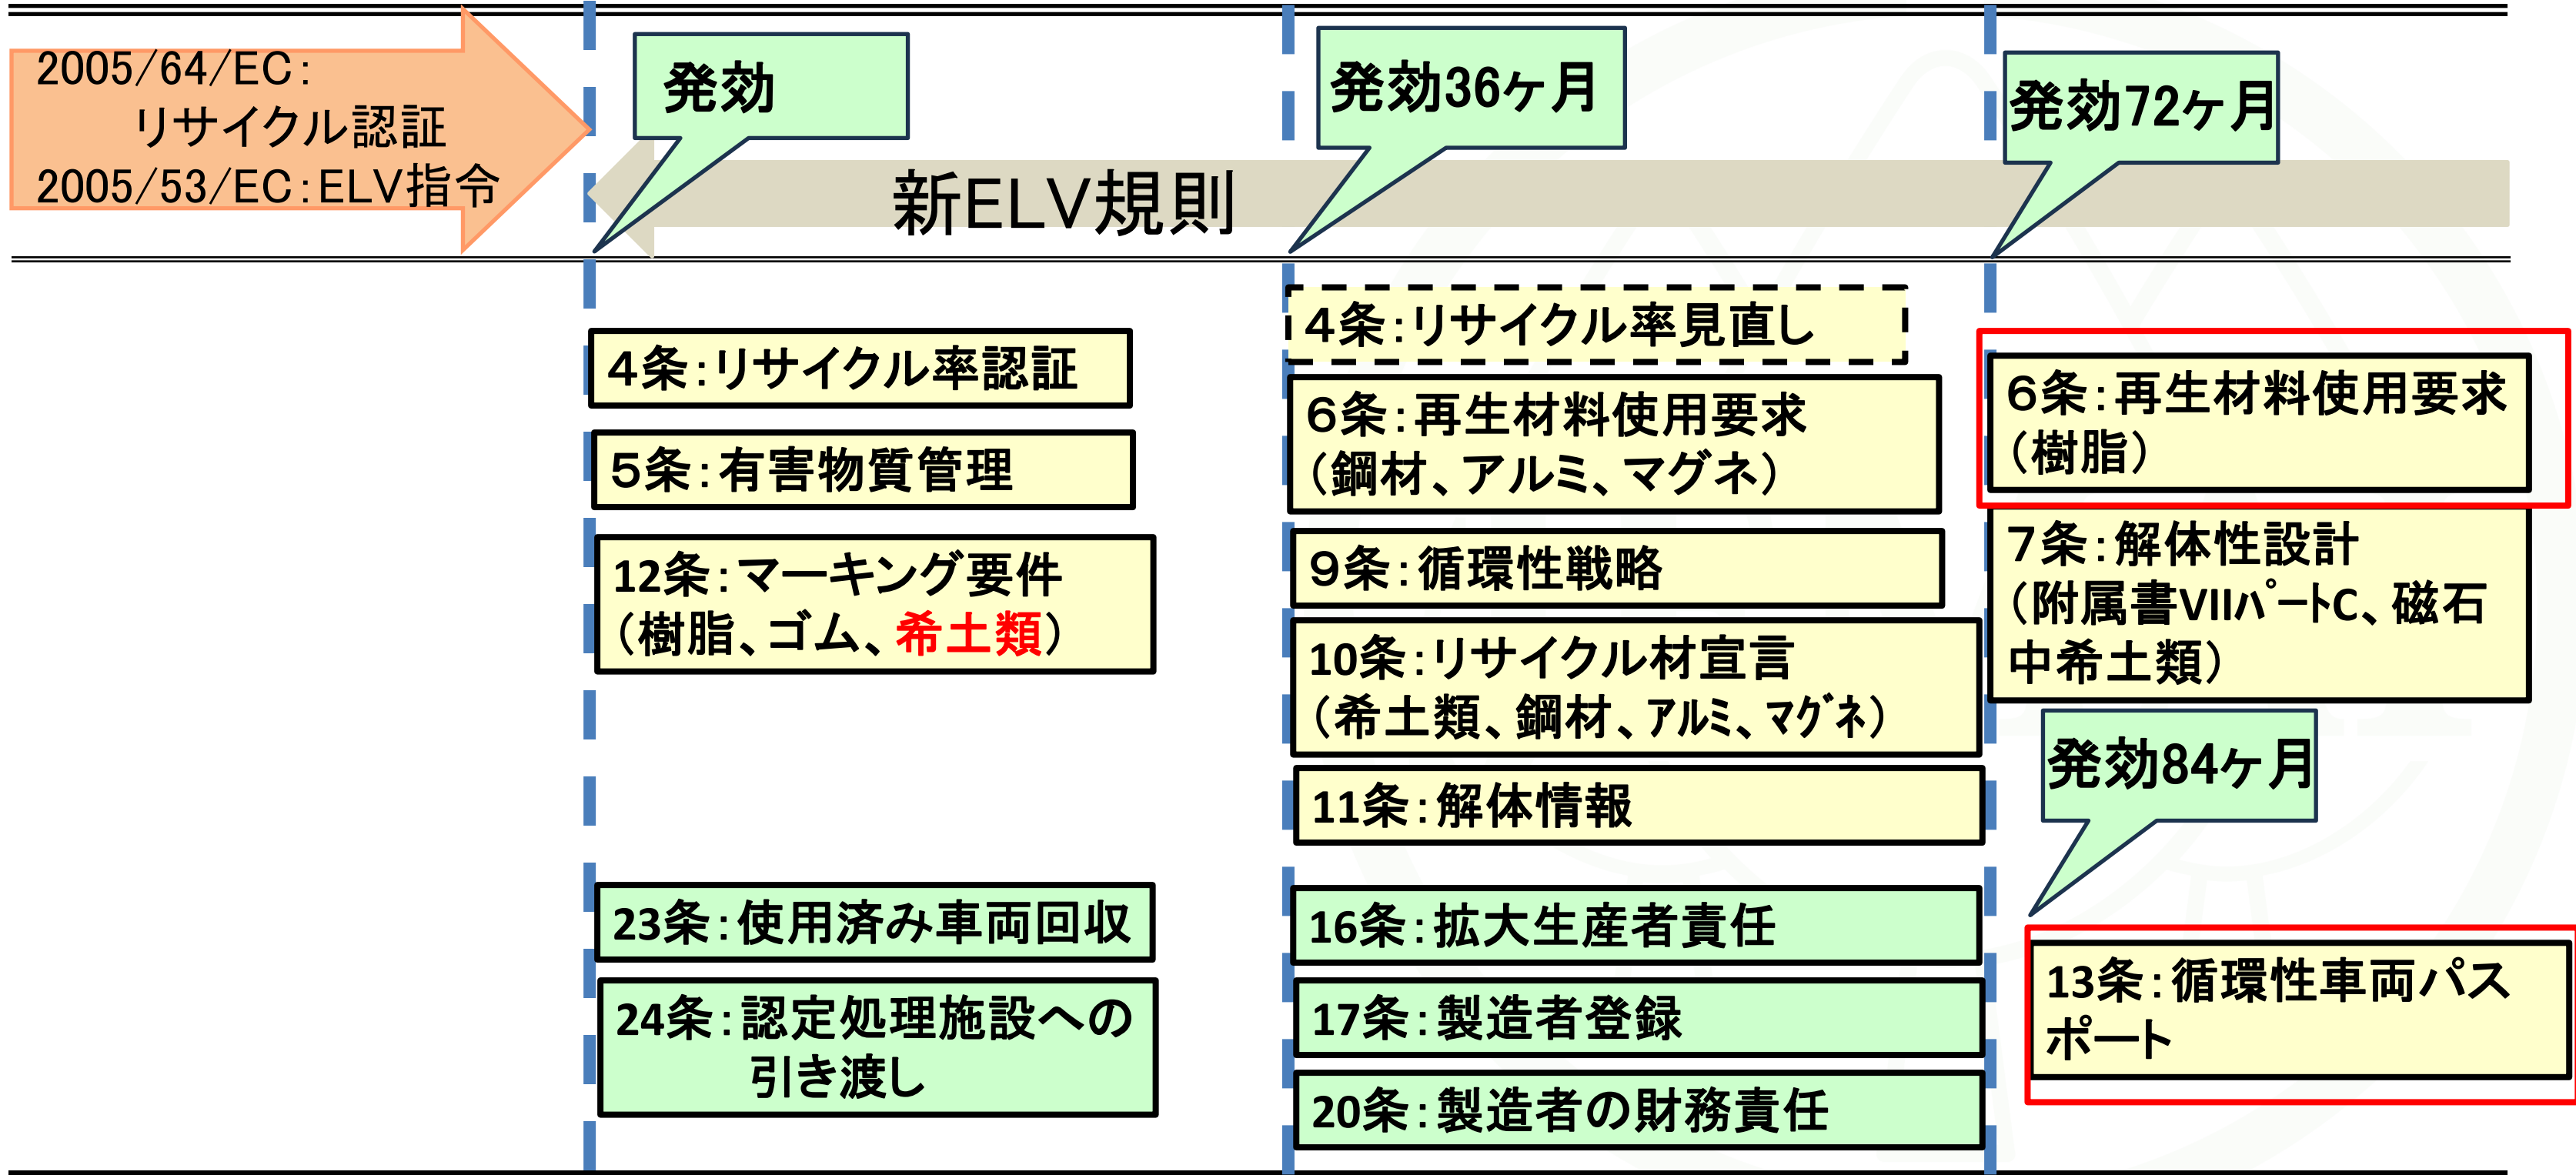 2005/64/EC:
リサイクル認証
2005/53/EC:ELV指令
発効
発効36ヶ月
発効72ヶ月
新ELV規則
4条:リサイクル率認証
5条:有害物質管理
12条:マーキング要件
(樹脂、ゴム、希土類)
23条:使用済み車両回収
24条:認定処理施設への
引き渡し
4条:リサイクル率見直し
6条:再生材料使用要求
(鋼材、アルミ、マグネ)
9条:循環性戦略
10条:リサイクル材宣言
(希土類、鋼材、アルミ、マグネ)
11条:解体情報
16条:拡大生産者責任
17条:製造者登録
20条:製造者の財務責任
6条:再生材料使用要求
(樹脂)
7条:解体性設計
(附属書VIIパートC、磁石
中希土類)
発効84ヶ月
13条:循環性車両パス
ポート